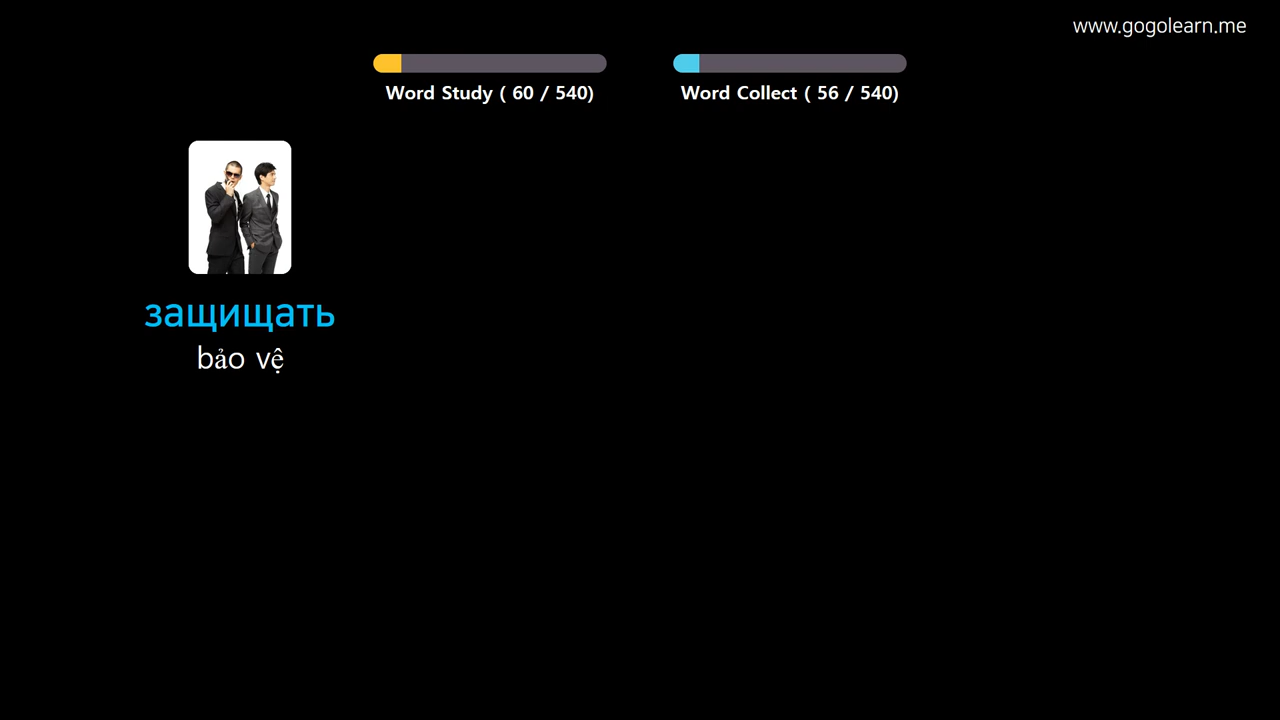 www.gogolearn.me
Word Study ( 60 / 540)
Word Collect ( 56 / 540)
защищать
bảo vệ